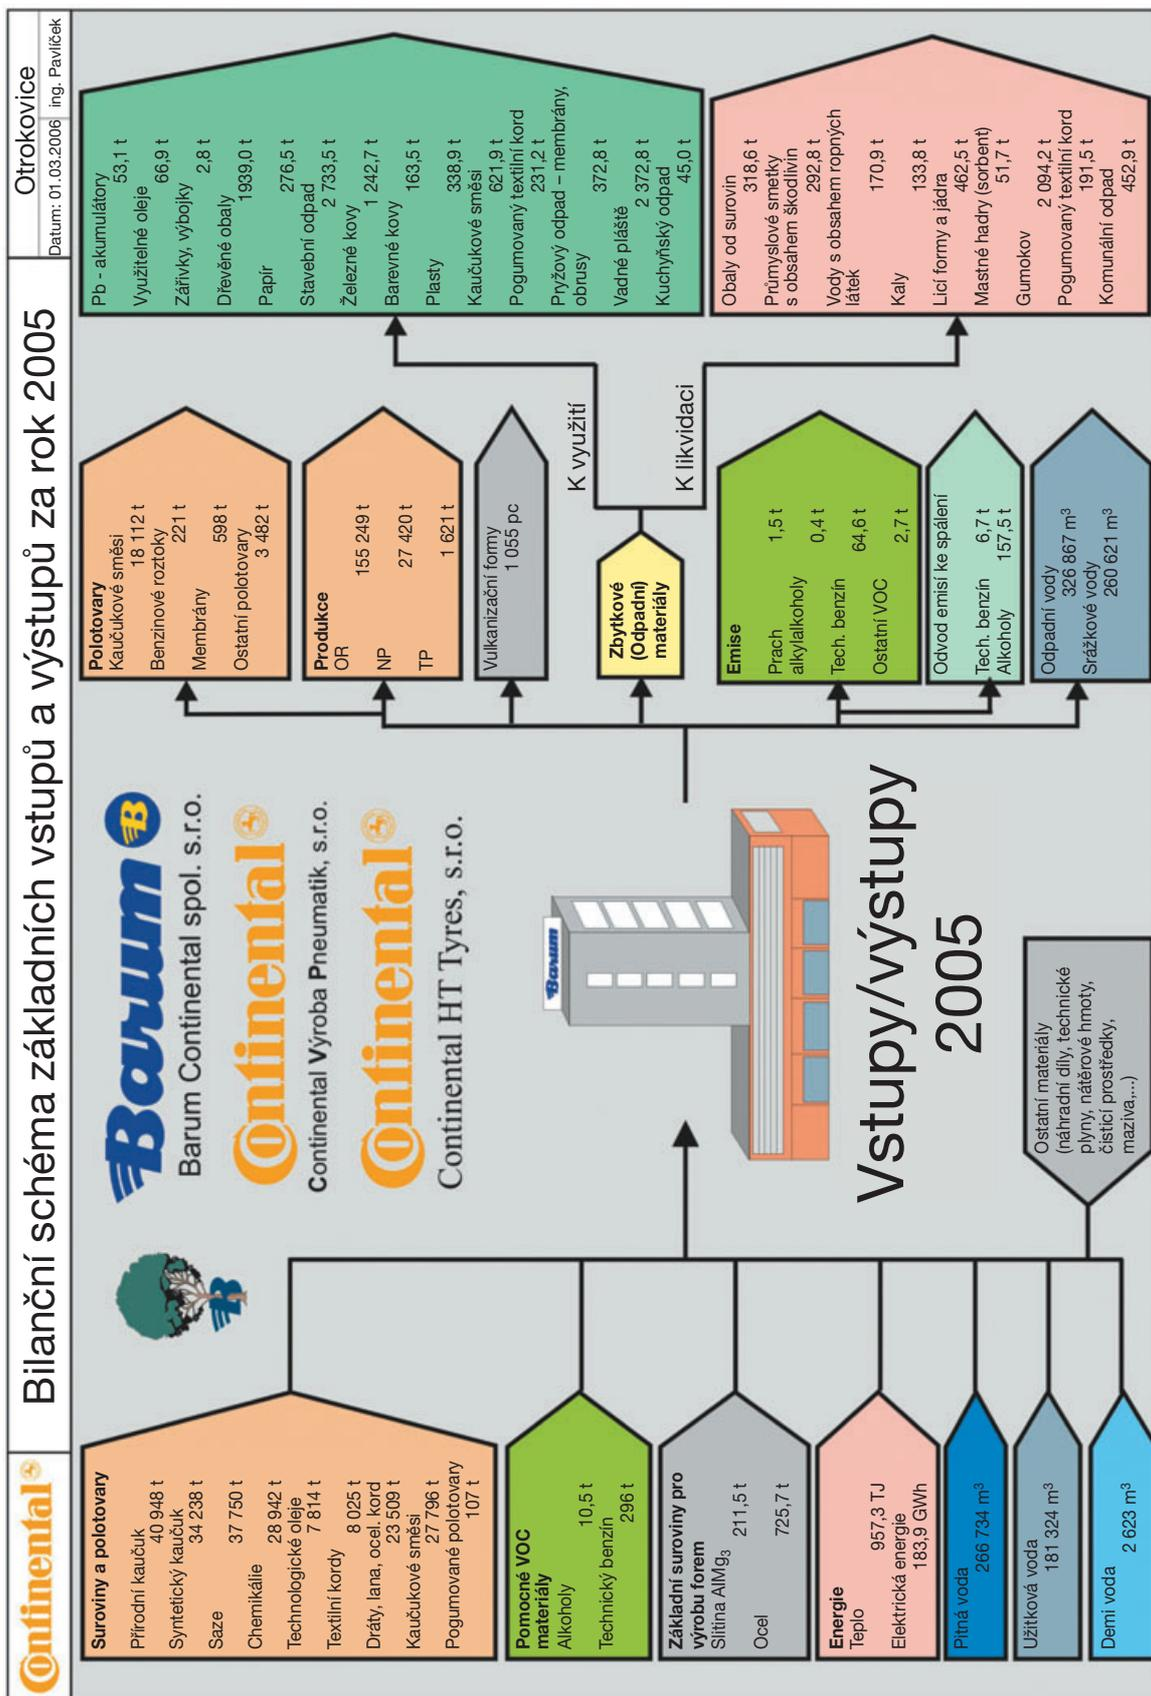 Continental
Bilanční schéma základních vstupů a výstupů za rok 2005
Otrokovice
Datum: 01.03.2006
ing. Pavlíček
Suroviny a polotovary
Přírodní kaučuk
40 948 t
Syntetický kaučuk
34 238 t
Saze
37 750 t
Chemikálie
28 942 t
Technologické oleje
7 814 t
Textilní kordy
8 025 t
Dráty, lana, ocel. kord
23 509 t
Kaučukové směsi
27 796 t
Pogumované polotovary
107 t
Pomocné VOC
materiály
Alkoholy
10,5 t
Technický benzín
296 t
Základní suroviny pro
výrobu forem
Slitina AlMg3
211,5 t
Ocel
725,7 t
Energie
Teplo
957,3 TJ
Elektrická energie
183,9 GWh
Pitná voda
266 734 m³
Užitková voda
181 324 m³
Demi voda
2 623 m³
B
Barum B
Barum Continental spol. s.r.o.
Continental
Continental Výroba Pneumatik, s.r.o.
Continental
Continental HT Tyres, s.r.o.
Barum
Vstupy/výstupy
2005
Ostatní materiály
(náhradní díly, technické
plyny, nátěrové hmoty,
čisticí prostředky,
maziva,...)
Polotovary
Kaučukové směsi
18 112 t
Benzinové roztoky
221 t
Membrány
598 t
Ostatní polotovary
3 482 t
Produkce
OR
155 249 t
NP
27 420 t
TP
1 621 t
Vulkanizační formy
1 055 pc
Zbytkové
(Odpadní)
materiály
K využití
K likvidaci
Emise
Prach
1,5 t
alkylalkoholy
0,4 t
Tech. benzín
64,6 t
Ostatní VOC
2,7 t
Odvod emisí ke spálení
Tech. benzín 6,7 t
Alkoholy 157,5 t
Odpadní vody
326 867 m³
Srážkové vody
260 621 m³
Pb - akumulátory
53,1 t
Využitelné oleje
66,9 t
Zářivky, výbojky
2,8 t
Dřevěné obaly
1939,0 t
Papír
276,5 t
Stavební odpad
2 733,5 t
Železné kovy
1 242,7 t
Barevné kovy
163,5 t
Plasty
338,9 t
Kaučukové směsi
621,9 t
Pogumovaný textilní kord
231,2 t
Pryžový odpad – membrány,
obrusy
372,8 t
Vadné pláště
2 372,8 t
Kuchyňský odpad
45,0 t
Obaly od surovin
318,6 t
Průmyslové smetky
s obsahem škodlivin
292,8 t
Vody s obsahem ropných
látek
170,9 t
Kaly
133,8 t
Licí formy a jádra
462,5 t
Mastné hadry (sorbent)
51,7 t
Gumokov
2 094,2 t
Pogumovaný textilní kord
191,5 t
Komunální odpad
452,9 t